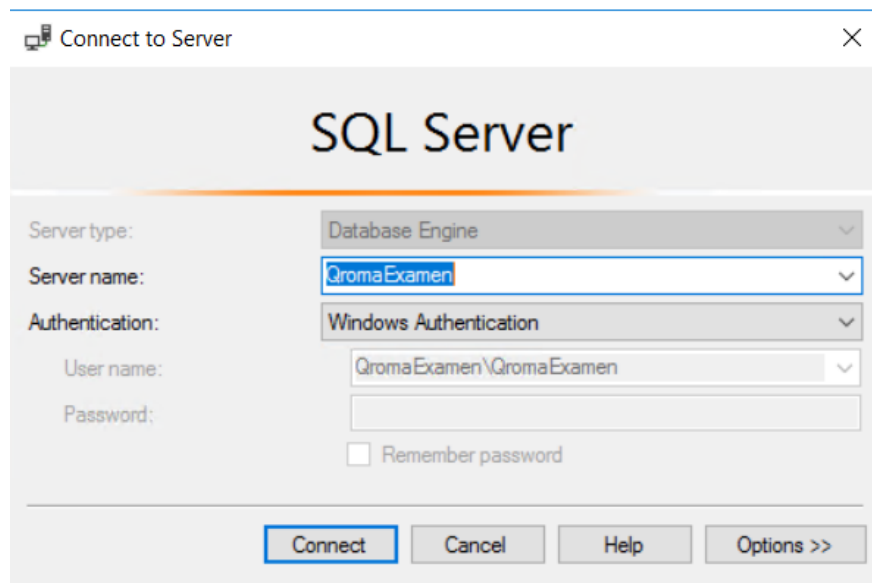 Connect to Server
SQL Server
Server type: Database Engine
Server name: QromaExamen
Authentication: Windows Authentication
User name: QromaExamen\QromaExamen
Password:
Remember password
Connect Cancel Help Options >>